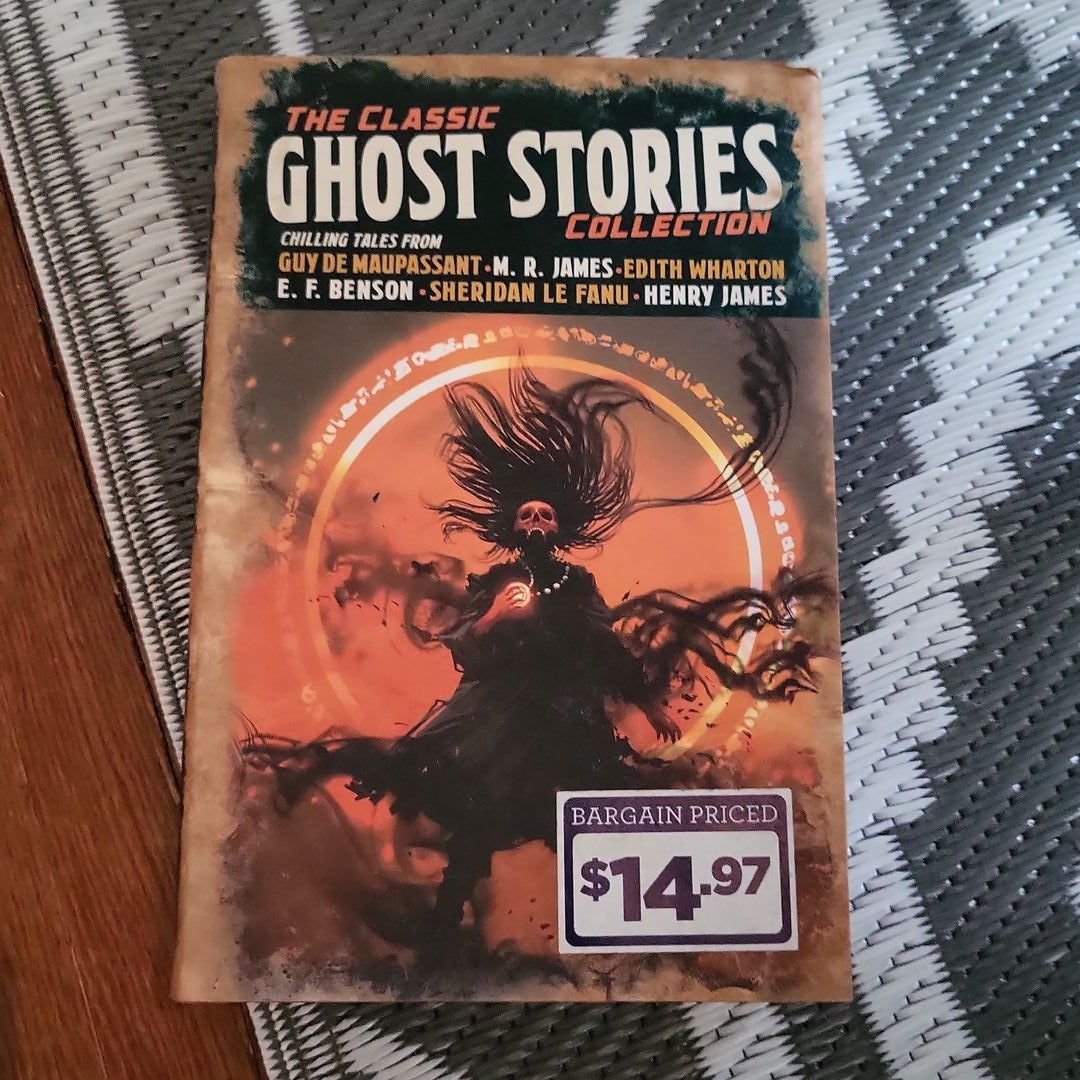 THE CLASSIC
GHOST STORIES
COLLECTION
CHILLING TALES FROM
GUY DE MAUPASSANT • M. R. JAMES • EDITH WHARTON
E. F. BENSON • SHERIDAN LE FANU • HENRY JAMES
BARGAIN PRICED
$14.97